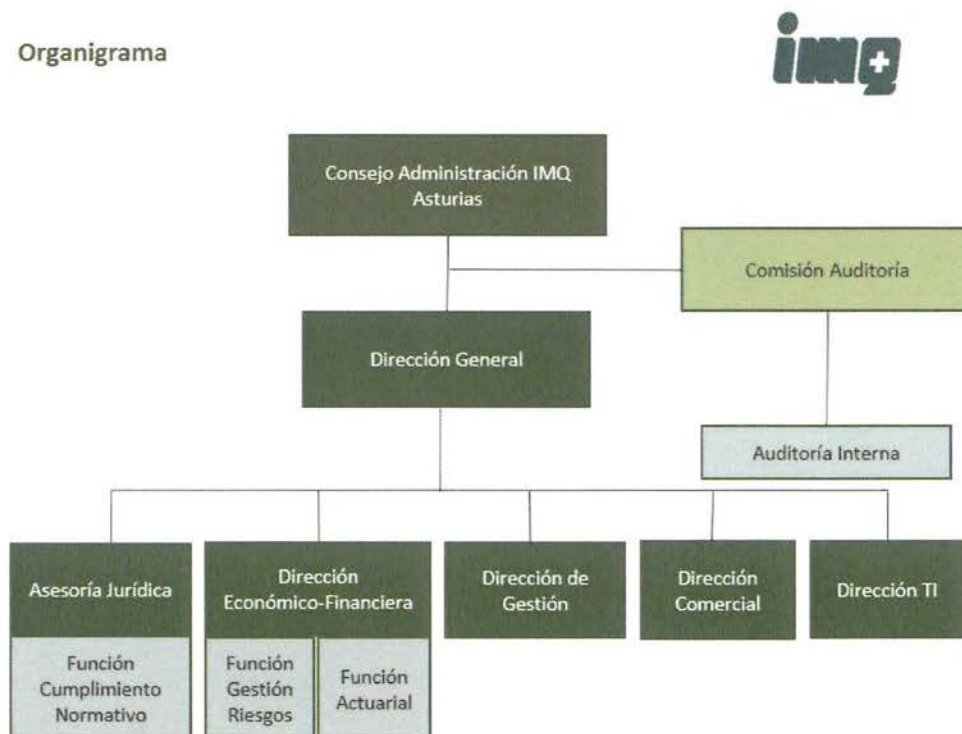 Organigrama
imq
Consejo Administración IMQ
Asturias
Comisión Auditoría
Dirección General
Auditoría Interna
Asesoría Jurídica
Función
Cumplimiento
Normativo
Dirección
Económico-Financiera
Función
Gestión
Riesgos
Función
Actuarial
Dirección de
Gestión
Dirección
Comercial
Dirección TI